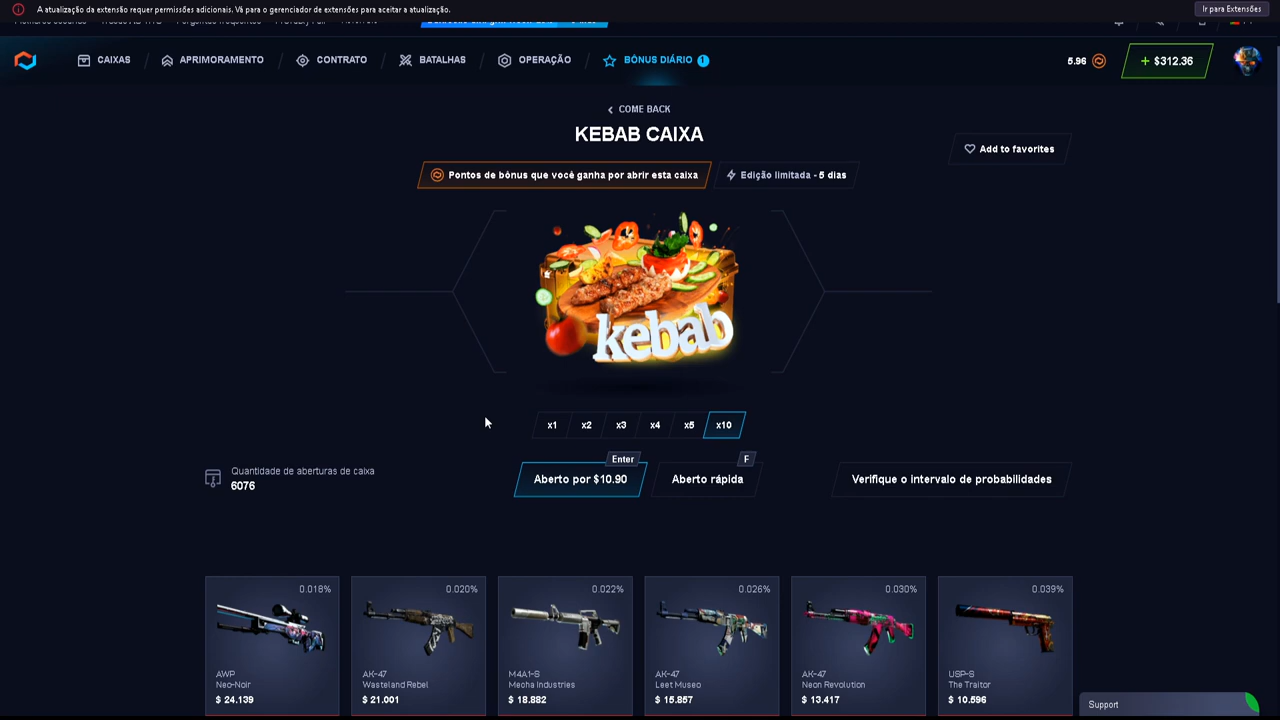 A atualização da extensão requer permissões adicionais. Vá para o gerenciador de extensões para aceitar a atualização.
Ir para Extensões
CAIXAS
APRIMORAMENTO
CONTRATO
BATALHAS
OPERAÇÃO
BÔNUS DIÁRIO 1
5.96
+ $312.36
COME BACK
KEBAB CAIXA
Add to favorites
Pontos de bônus que você ganha por abrir esta caixa
Edição limitada - 5 dias
kebab
x1
x2
x3
x4
x5
x10
Enter
F
Quantidade de aberturas de caixa
6076
Aberto por $10.90
Aberto rápida
Verifique o intervalo de probabilidades
0.018%
0.020%
0.022%
0.026%
0.030%
0.039%
AWP
Neo-Noir
$ 24.139
AK-47
Wasteland Rebel
$ 21.001
M4A1-S
Mecha Industries
$ 18.882
AK-47
Leet Museo
$ 15.857
AK-47
Neon Revolution
$ 13.417
USP-S
The Traitor
$ 10.596
Support